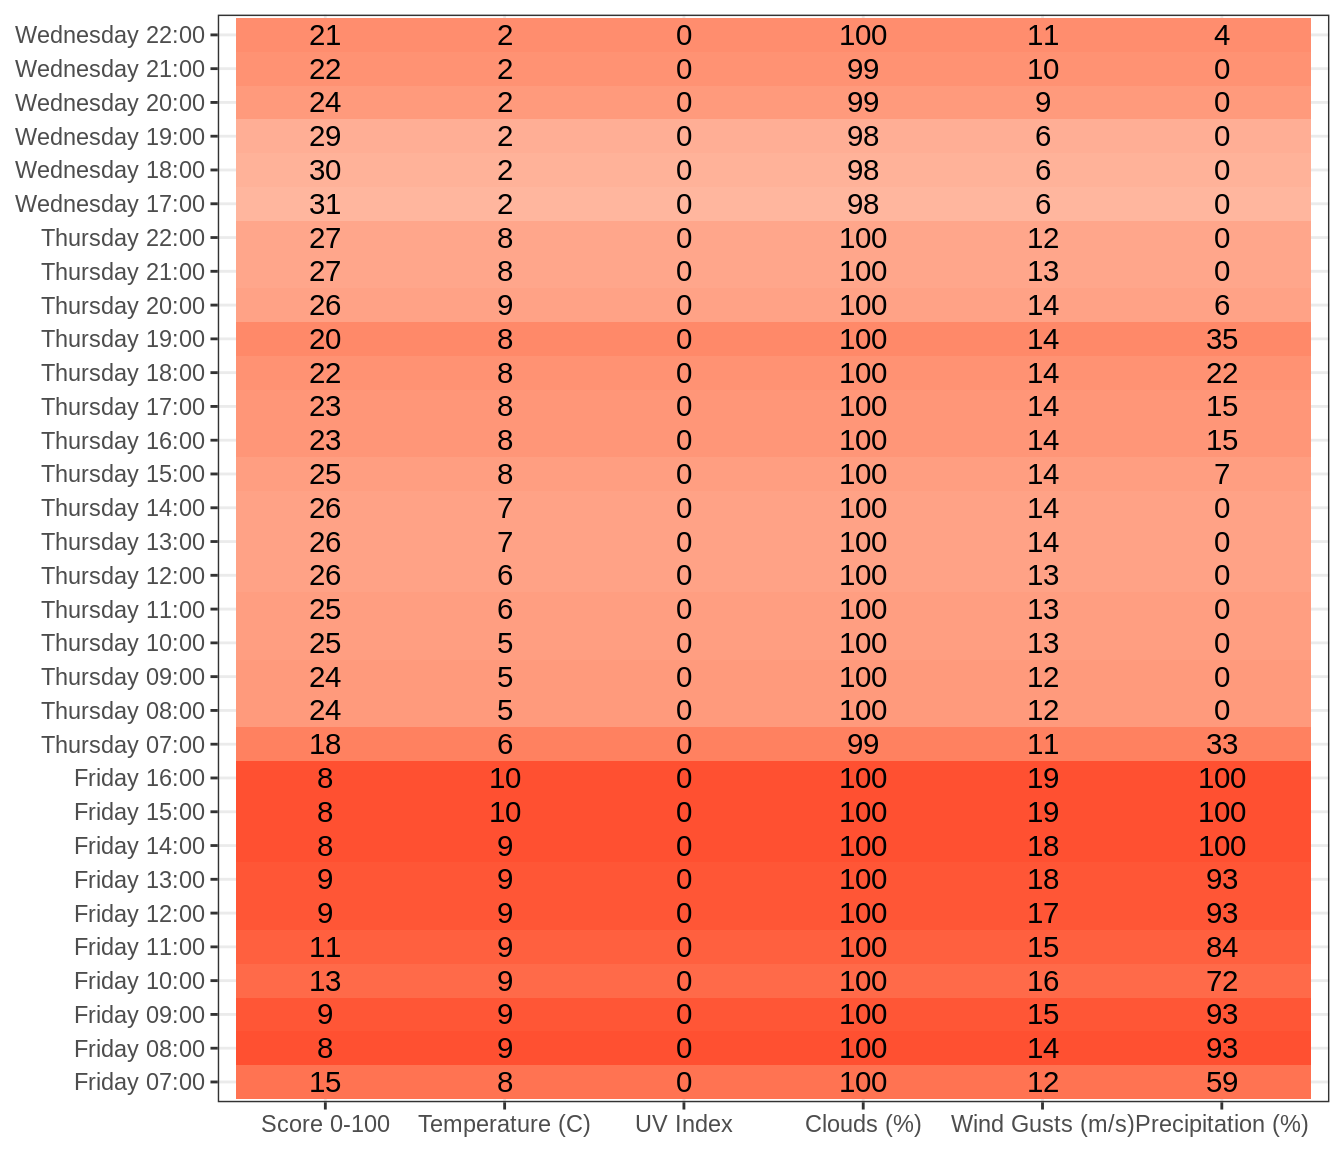 Wednesday 22:00 21 2 0 100 11 4
Wednesday 21:00 22 2 0 99 10 0
Wednesday 20:00 24 2 0 99 9 0
Wednesday 19:00 29 2 0 98 6 0
Wednesday 18:00 30 2 0 98 6 0
Wednesday 17:00 31 2 0 98 6 0
Thursday 22:00 27 8 0 100 12 0
Thursday 21:00 27 8 0 100 13 0
Thursday 20:00 26 9 0 100 14 6
Thursday 19:00 20 8 0 100 14 35
Thursday 18:00 22 8 0 100 14 22
Thursday 17:00 23 8 0 100 14 15
Thursday 16:00 23 8 0 100 14 15
Thursday 15:00 25 8 0 100 14 7
Thursday 14:00 26 7 0 100 14 0
Thursday 13:00 26 7 0 100 14 0
Thursday 12:00 26 6 0 100 13 0
Thursday 11:00 25 6 0 100 13 0
Thursday 10:00 25 5 0 100 13 0
Thursday 09:00 24 5 0 100 12 0
Thursday 08:00 24 5 0 100 12 0
Thursday 07:00 18 6 0 99 11 33
Friday 16:00 8 10 0 100 19 100
Friday 15:00 8 10 0 100 19 100
Friday 14:00 8 9 0 100 18 100
Friday 13:00 9 9 0 100 18 93
Friday 12:00 9 9 0 100 17 93
Friday 11:00 11 9 0 100 15 84
Friday 10:00 13 9 0 100 16 72
Friday 09:00 9 9 0 100 15 93
Friday 08:00 8 9 0 100 14 93
Friday 07:00 15 8 0 100 12 59
Score 0-100 Temperature (C) UV Index Clouds (%) Wind Gusts (m/s) Precipitation (%)